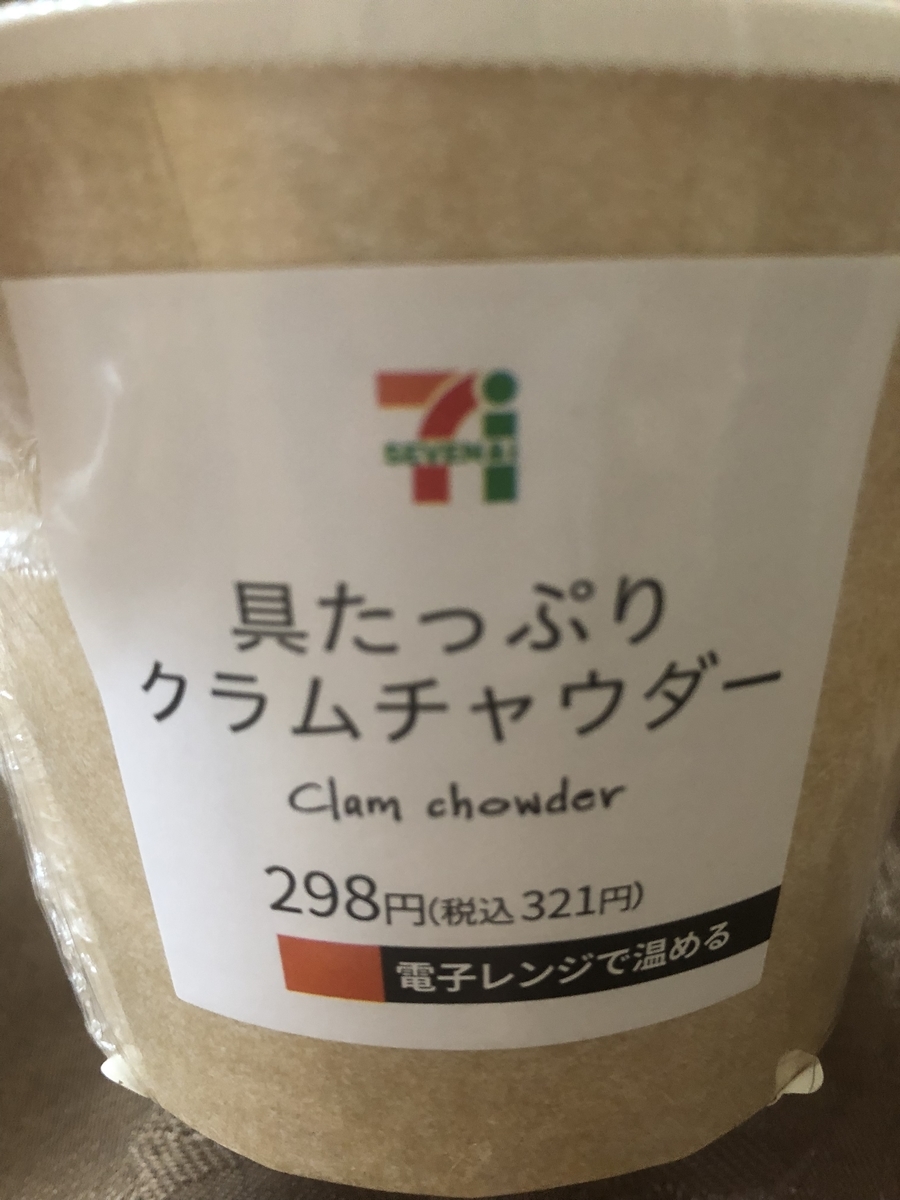 SEVEN&i
具たっぷり
クラムチャウダー
Clam chowder
298円(税込321円)
電子レンジで温める